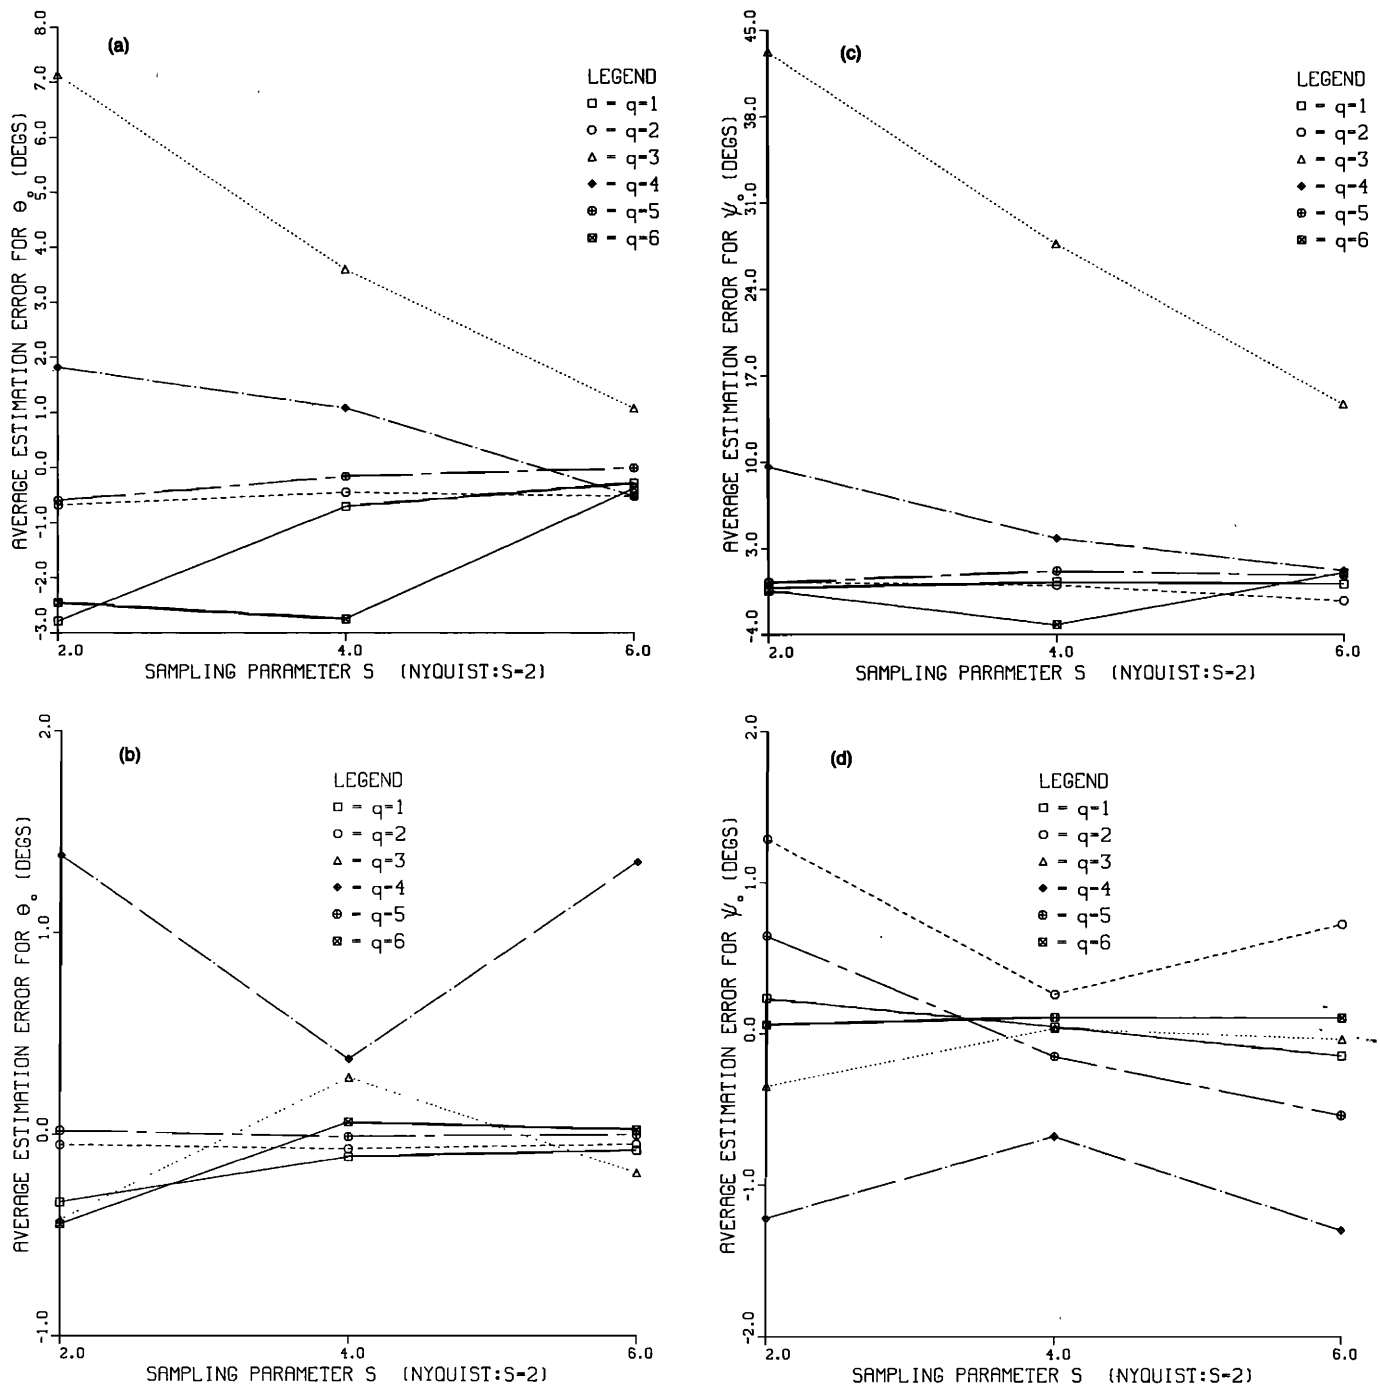 (a)
AVERAGE ESTIMATION ERROR FOR θ₀ (DEGS)
8.0
7.0
6.0
5.0
4.0
3.0
2.0
1.0
0.0
-1.0
-2.0
-3.0
LEGEND
q=1
q=2
q=3
q=4
q=5
q=6
2.0 4.0 6.0
SAMPLING PARAMETER S (NYQUIST:S=2)
(c)
AVERAGE ESTIMATION ERROR FOR ψ₀ (DEGS)
45.0
38.0
31.0
24.0
17.0
10.0
3.0
-4.0
LEGEND
q=1
q=2
q=3
q=4
q=5
q=6
2.0 4.0 6.0
SAMPLING PARAMETER S (NYQUIST:S=2)
(b)
AVERAGE ESTIMATION ERROR FOR θ₀ (DEGS)
2.0
1.0
0.0
-1.0
LEGEND
q=1
q=2
q=3
q=4
q=5
q=6
2.0 4.0 6.0
SAMPLING PARAMETER S (NYQUIST:S=2)
(d)
AVERAGE ESTIMATION ERROR FOR ψ₀ (DEGS)
2.0
1.0
0.0
-1.0
-2.0
LEGEND
q=1
q=2
q=3
q=4
q=5
q=6
2.0 4.0 6.0
SAMPLING PARAMETER S (NYQUIST:S=2)